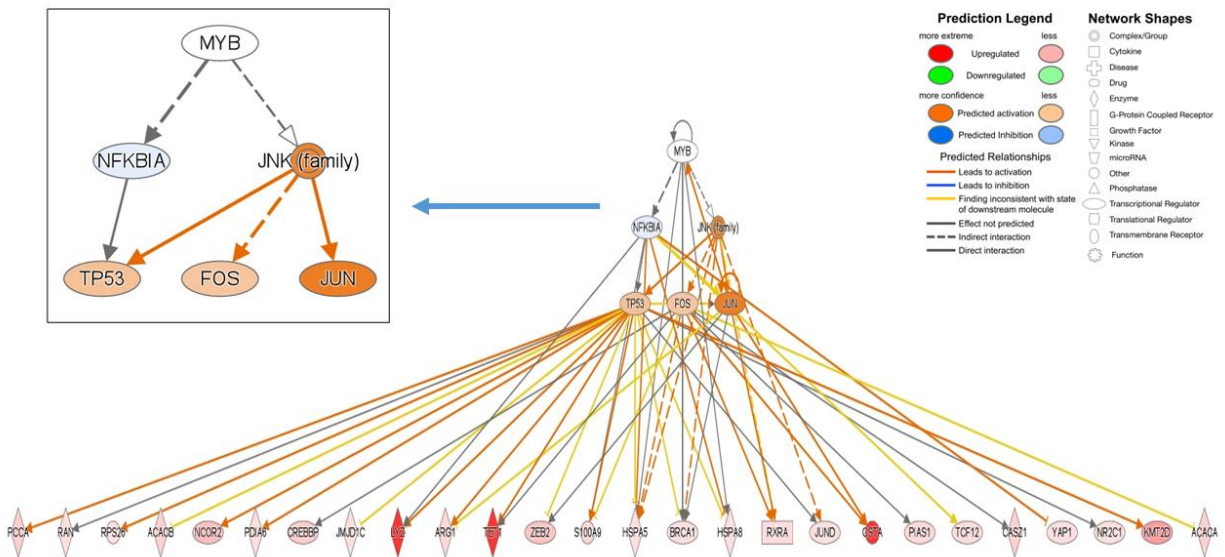 MYB
NFKBIA
JNK (family)
TP53
FOS
JUN
Prediction Legend
more extreme less
Upregulated
Downregulated
more confidence less
Predicted activation
Predicted Inhibition
Predicted Relationships
Leads to activation
Leads to inhibition
Finding inconsistent with state
of downstream molecule
Effect not predicted
Indirect interaction
Direct interaction
Network Shapes
Complex/Group
Cytokine
Disease
Drug
Enzyme
G-Protein Coupled Receptor
Growth Factor
Kinase
microRNA
Other
Phosphatase
Transcriptional Regulator
Translational Regulator
Transmembrane Receptor
Function
MYB
NFKBIA JNK (family)
TP53 FOS JUN
PCCA RAN RPS26 ACACB NCOR2 PDIA6 CREBBP JMJD1C LYZ ARG1 TET1 ZEB2 S100A9 HSPA5 BRCA1 HSPA8 RXRA JUND PIAS1 TCF12 CASZ1 YAP1 NR2C1 KMT2D ACACA